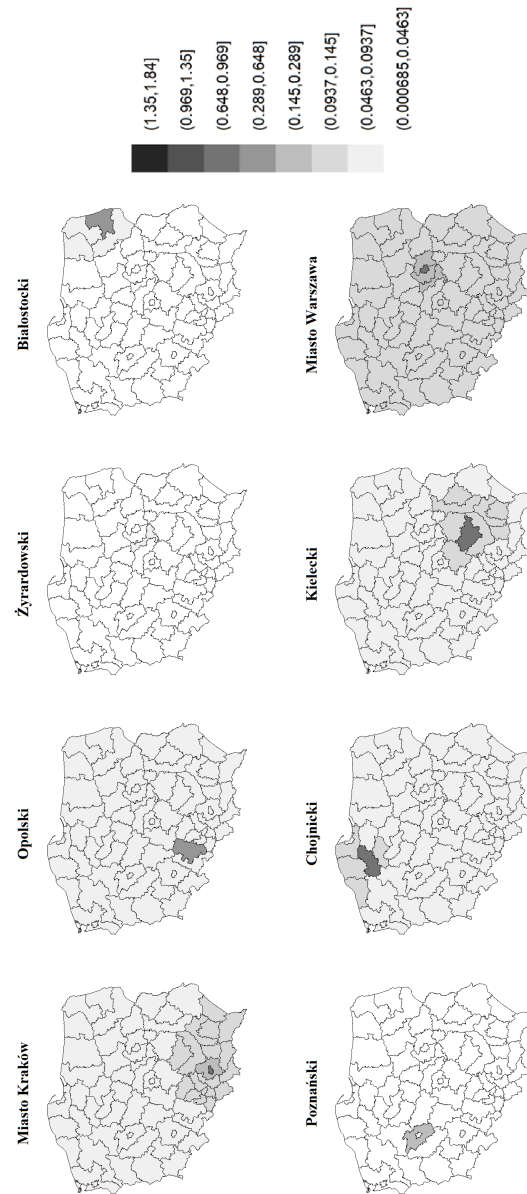 Miasto Kraków
Opolski
Żyrardowski
Białostocki
Poznański
Chojnicki
Kielecki
Miasto Warszawa
(1.35,1.84]
(0.969,1.35]
(0.648,0.969]
(0.289,0.648]
(0.145,0.289]
(0.0937,0.145]
(0.0463,0.0937]
(0.000685,0.0463]